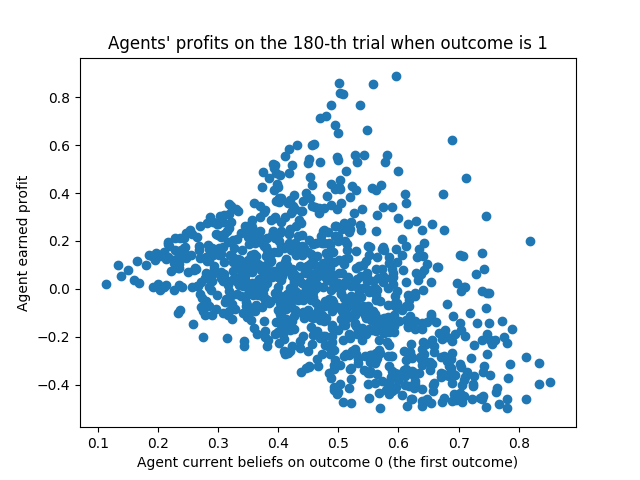 Agents' profits on the 180-th trial when outcome is 1
0.8
0.6
0.4
0.2
0.0
−0.2
−0.4
Agent earned profit
0.1 0.2 0.3 0.4 0.5 0.6 0.7 0.8
Agent current beliefs on outcome 0 (the first outcome)